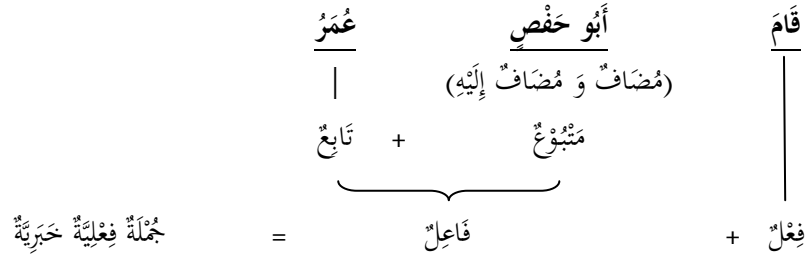 قَامَ أَبُو حَفْصٍ عُمَرُ
(مُضَافٌ وَ مُضَافٌ إِلَيْهِ) |
مَتْبُوْعٌ + تَابِعٌ
فِعْلٌ + فَاعِلٌ = جُمْلَةٌ فِعْلِيَّةٌ خَبَرِيَّةٌ